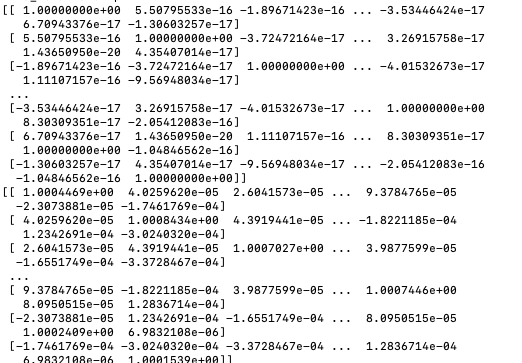 [[ 1.00000000e+00  5.50795533e-16 -1.89671423e-16 ... -3.53446424e-17
   6.70943376e-17 -1.30603257e-17]
 [ 5.50795533e-16  1.00000000e+00 -3.72472164e-17 ...  3.26915758e-17
   1.43650950e-20  4.35407014e-17]
 [-1.89671423e-16 -3.72472164e-17  1.00000000e+00 ... -4.01532673e-17
   1.11107157e-16 -9.56948034e-17]
 ...
 [-3.53446424e-17  3.26915758e-17 -4.01532673e-17 ...  1.00000000e+00
   8.30309351e-17 -2.05412083e-16]
 [ 6.70943376e-17  1.43650950e-20  1.11107157e-16 ...  8.30309351e-17
   1.00000000e+00 -1.04846562e-16]
 [-1.30603257e-17  4.35407014e-17 -9.56948034e-17 ... -2.05412083e-16
  -1.04846562e-16  1.00000000e+00]]
[[ 1.0004469e+00  4.0259620e-05  2.6041573e-05 ...  9.3784765e-05
  -2.3073881e-05 -1.7461769e-04]
 [ 4.0259620e-05  1.0008434e+00  4.3919441e-05 ... -1.8221185e-04
   1.2342691e-04 -3.0240320e-04]
 [ 2.6041573e-05  4.3919441e-05  1.0007027e+00 ...  3.9877599e-05
  -1.6551749e-04 -3.3728467e-04]
 ...
 [ 9.3784765e-05 -1.8221185e-04  3.9877599e-05 ...  1.0007446e+00
   8.0950515e-05  1.2836714e-04]
 [-2.3073881e-05  1.2342691e-04 -1.6551749e-04 ...  8.0950515e-05
   1.0002409e+00  6.9832108e-06]
 [-1.7461769e-04 -3.0240320e-04 -3.3728467e-04 ...  1.2836714e-04
   6.9832108e-06  1.0001539e+00]]